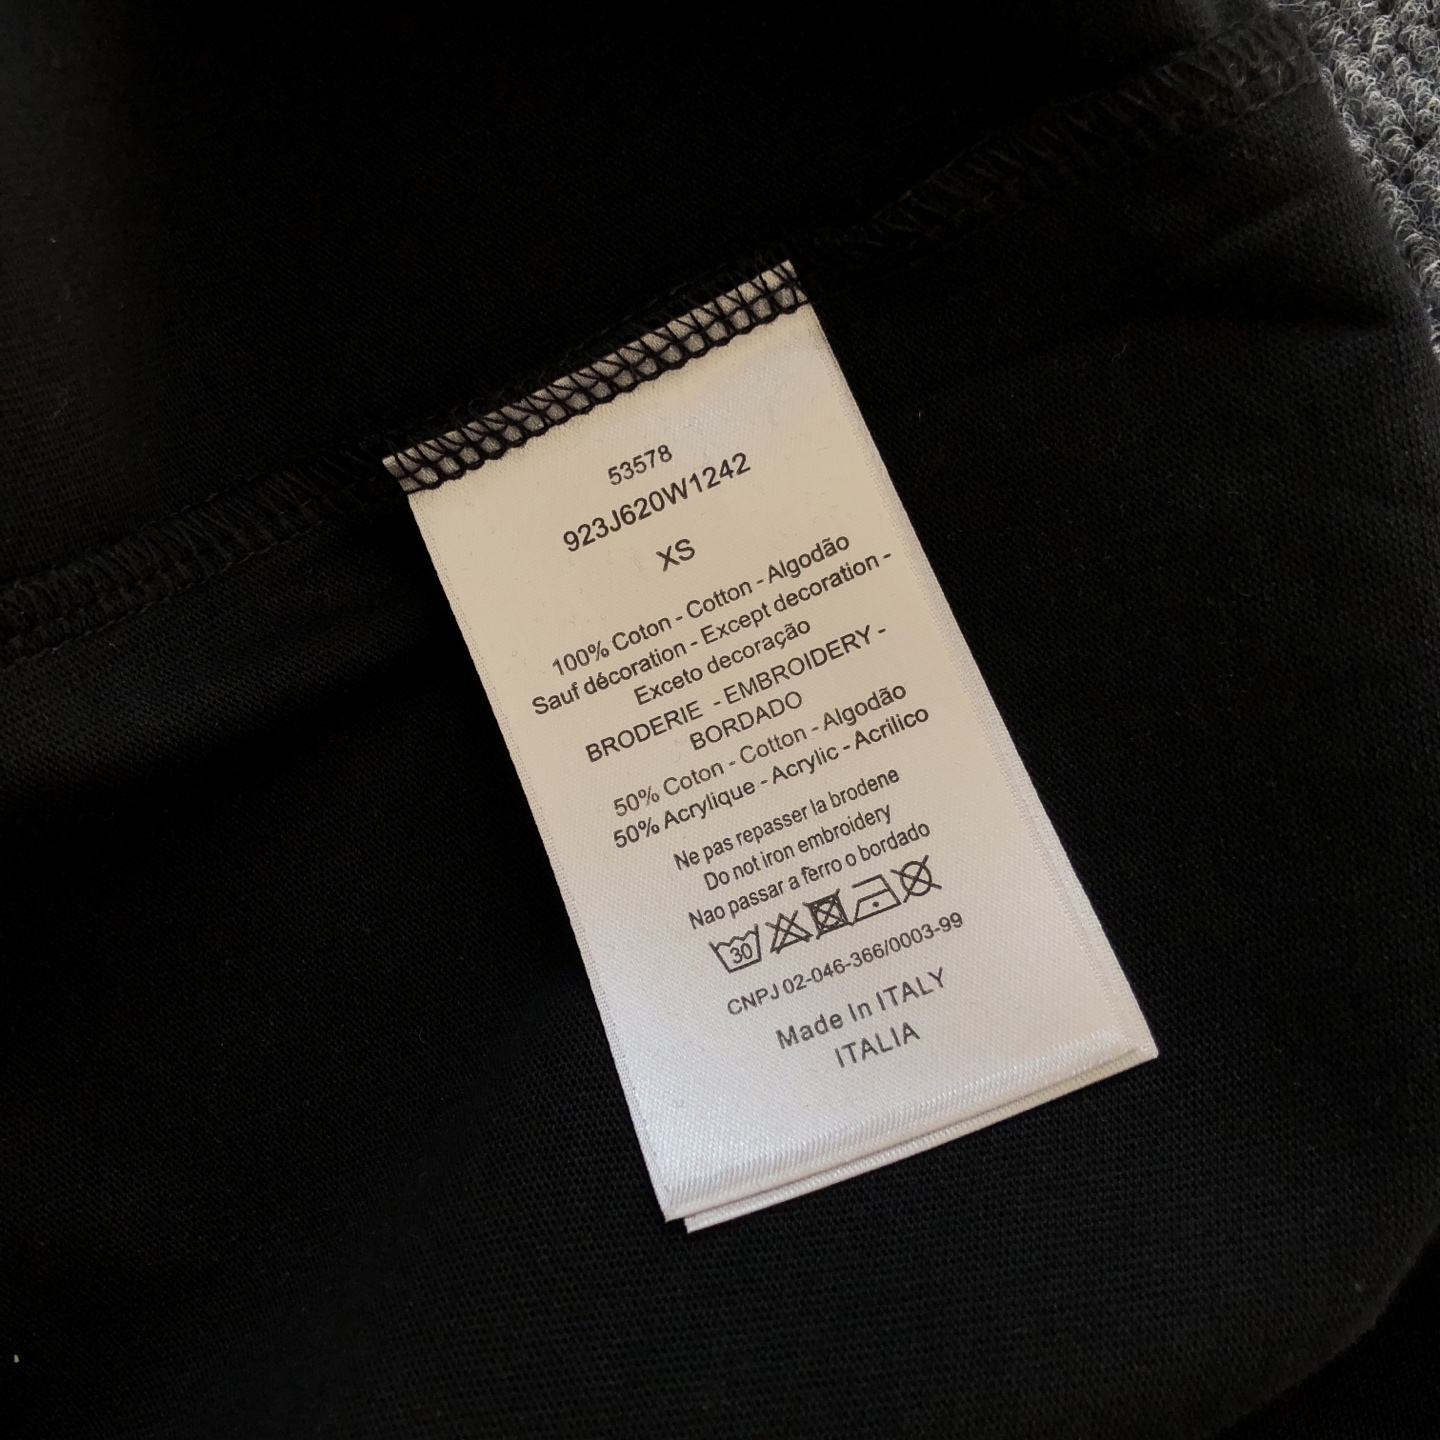 53578
923J620W1242
XS
100% Coton - Cotton - Algodão
Sauf décoration - Except decoration -
Exceto decoração
BRODERIE - EMBROIDERY -
BORDADO
50% Coton - Cotton - Algodão
50% Acrylique - Acrylic - Acrilico
Ne pas repasser la brodene
Do not iron embroidery
Nao passar a ferro o bordado
30
CNPJ 02-046-366/0003-99
Made In ITALY
ITALIA